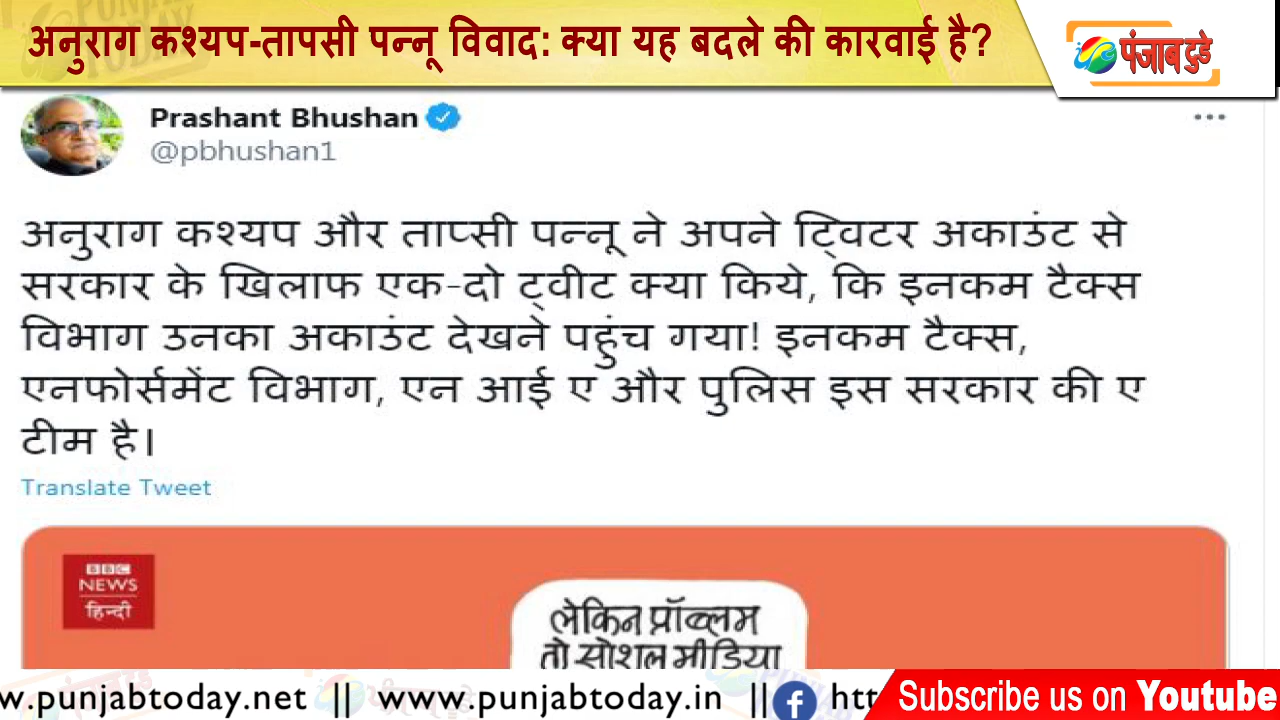 अनुराग कश्यप-तापसी पन्नू विवाद: क्या यह बदले की कारवाई है?
पंजाब टुडे
Prashant Bhushan
@pbhushan1
अनुराग कश्यप और ताप्सी पन्नू ने अपने ट्विटर अकाउंट से
सरकार के खिलाफ एक-दो ट्वीट क्या किये, कि इनकम टैक्स
विभाग उनका अकाउंट देखने पहुंच गया! इनकम टैक्स,
एनफोर्समेंट विभाग, एन आई ए और पुलिस इस सरकार की ए
टीम है।
Translate Tweet
BBC
NEWS
हिन्दी
लेकिन प्रॉब्लम
तो सोशल मीडिया
w.punjabtoday.net || www.punjabtoday.in || htt
Subscribe us on Youtube